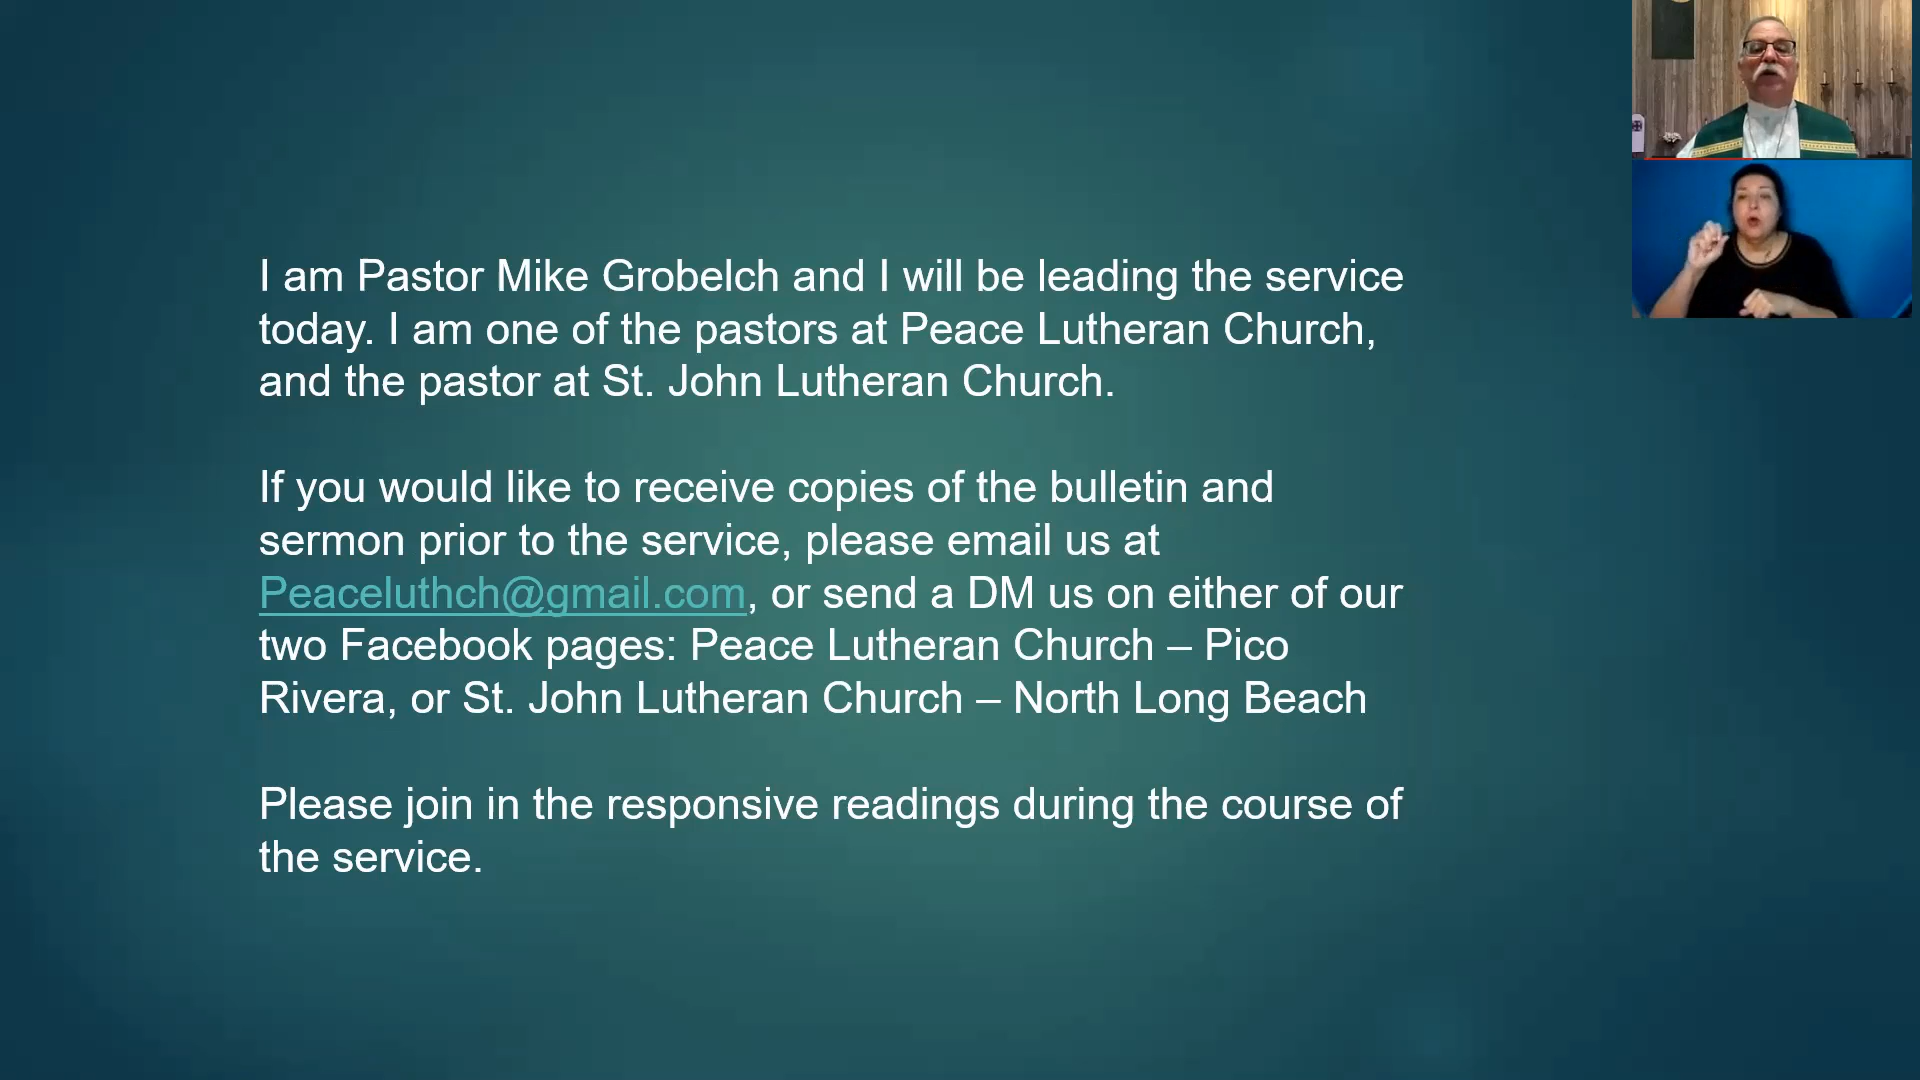 I am Pastor Mike Grobelch and I will be leading the service
today. I am one of the pastors at Peace Lutheran Church,
and the pastor at St. John Lutheran Church.
If you would like to receive copies of the bulletin and
sermon prior to the service, please email us at
Peaceluthch@gmail.com, or send a DM us on either of our
two Facebook pages: Peace Lutheran Church – Pico
Rivera, or St. John Lutheran Church – North Long Beach
Please join in the responsive readings during the course of
the service.